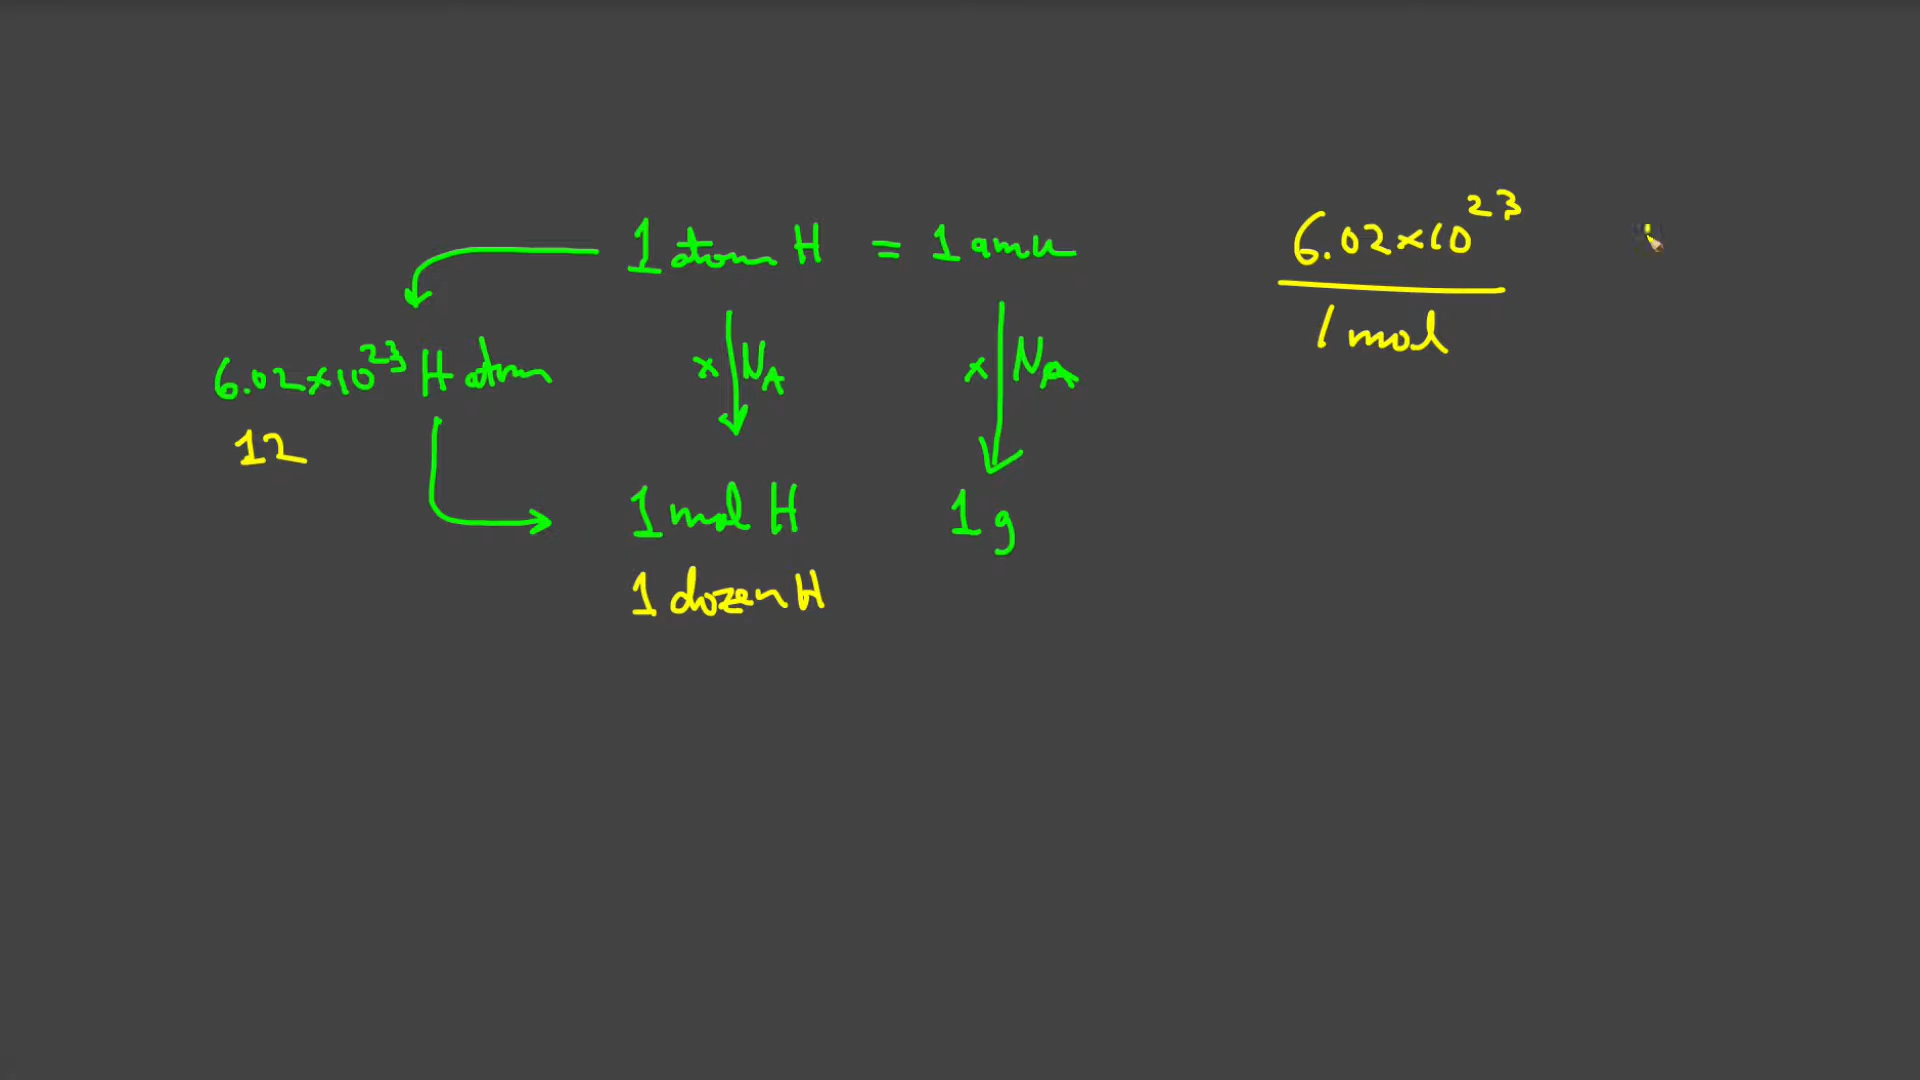 1 atom H = 1 amu
6.02×10²³
1 mol
6.02×10²³ H atom
× N_A
× N_A
12
1 mol H 1 g
1 dozen H